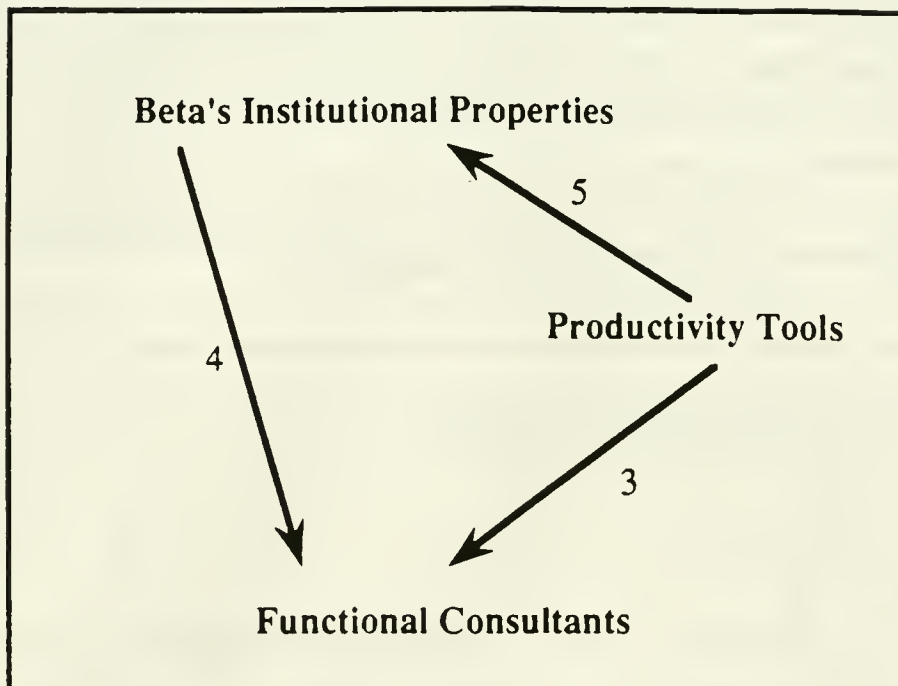 Beta's Institutional Properties
5
Productivity Tools
4
3
Functional Consultants